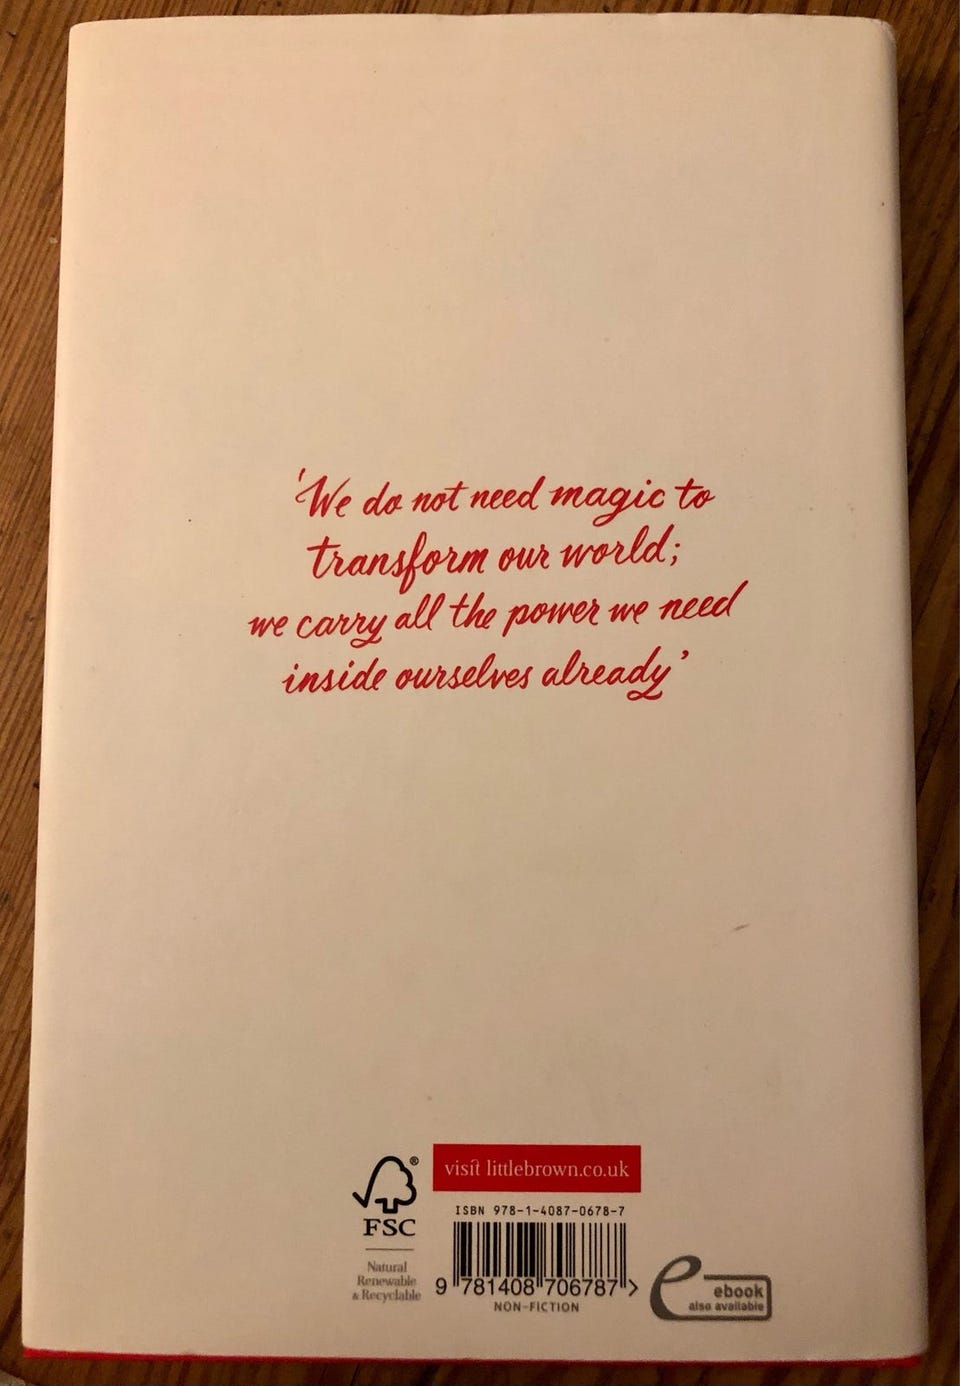 'We do not need magic to
transform our world;
we carry all the power we need
inside ourselves already'
visit littlebrown.co.uk
ISBN 978-1-4087-0678-7
9 781408 706787 >
NON-FICTION
®
FSC
Natural
Renewable
& Recyclable
e
ebook
also available